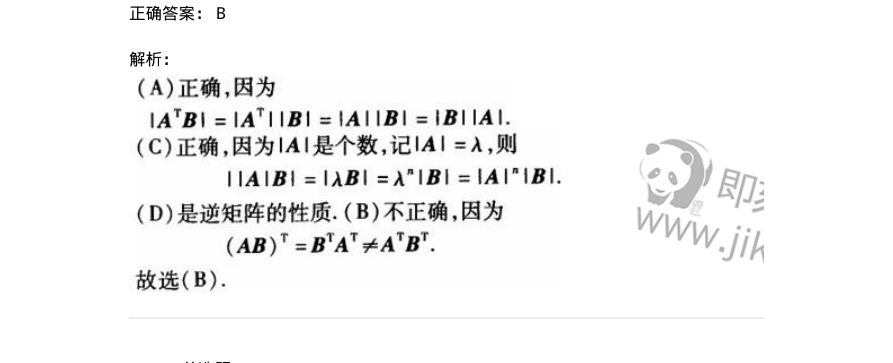 正确答案: B
解析:
(A)正确,因为
|AᵀB| = |Aᵀ||B| = |A||B| = |B||A|.
(C)正确,因为|A|是个数,记|A| = λ,则
||A|B| = |λB| = λⁿ|B| = |A|ⁿ|B|.
(D)是逆矩阵的性质.(B)不正确,因为
(AB)ᵀ = BᵀAᵀ ≠ AᵀBᵀ.
故选(B).
www.jik